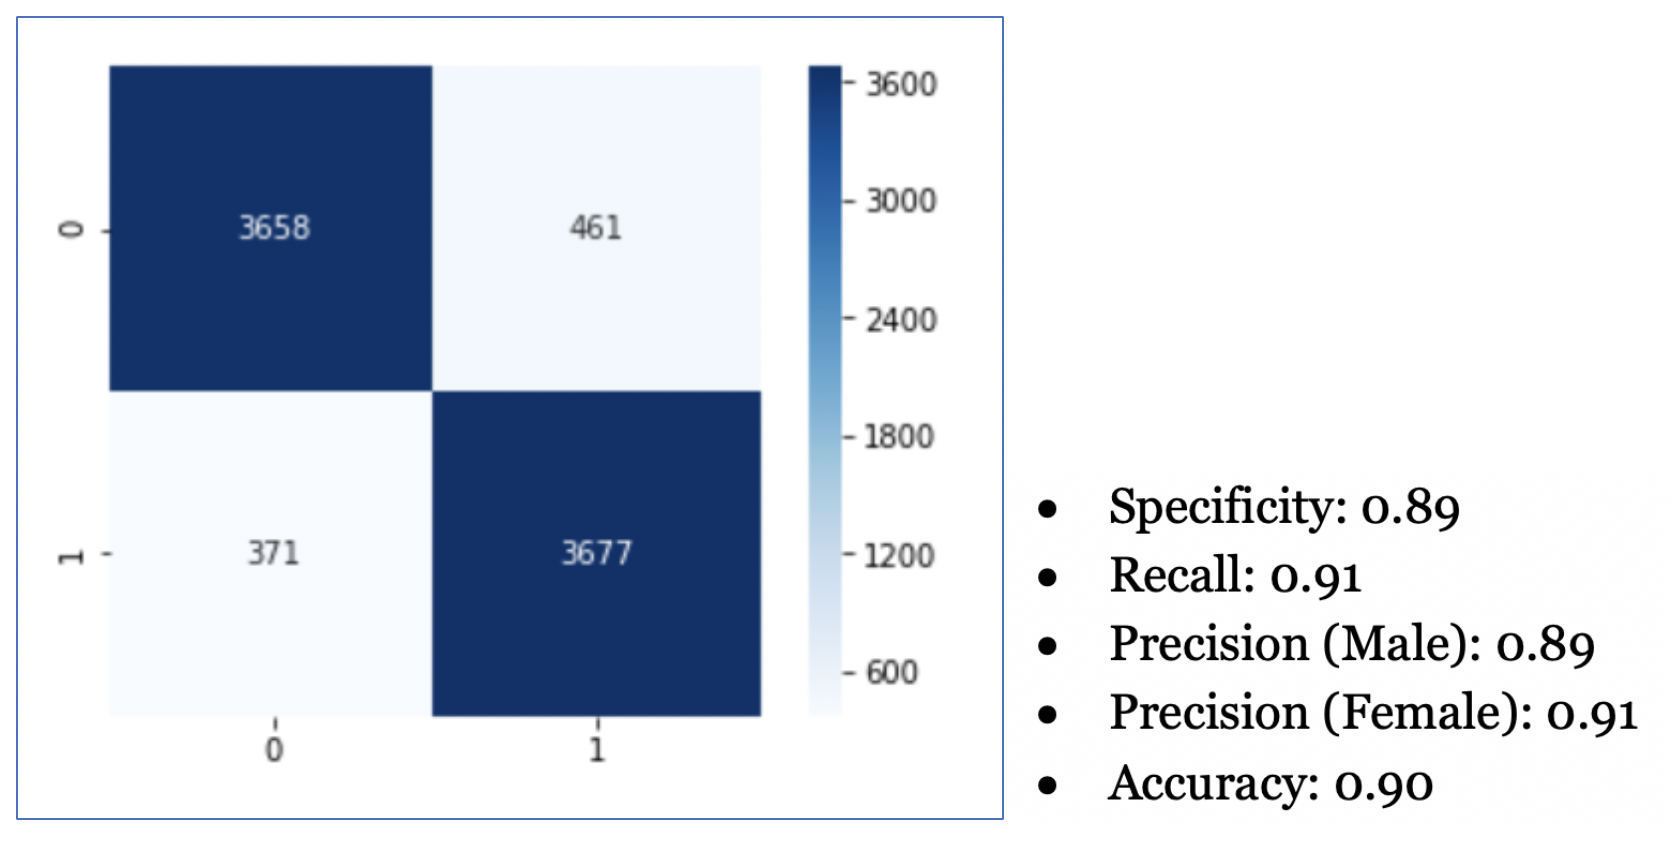 3600
3000
2400
1800
1200
600
0
3658 461
1
371 3677
0 1
• Specificity: 0.89
• Recall: 0.91
• Precision (Male): 0.89
• Precision (Female): 0.91
• Accuracy: 0.90